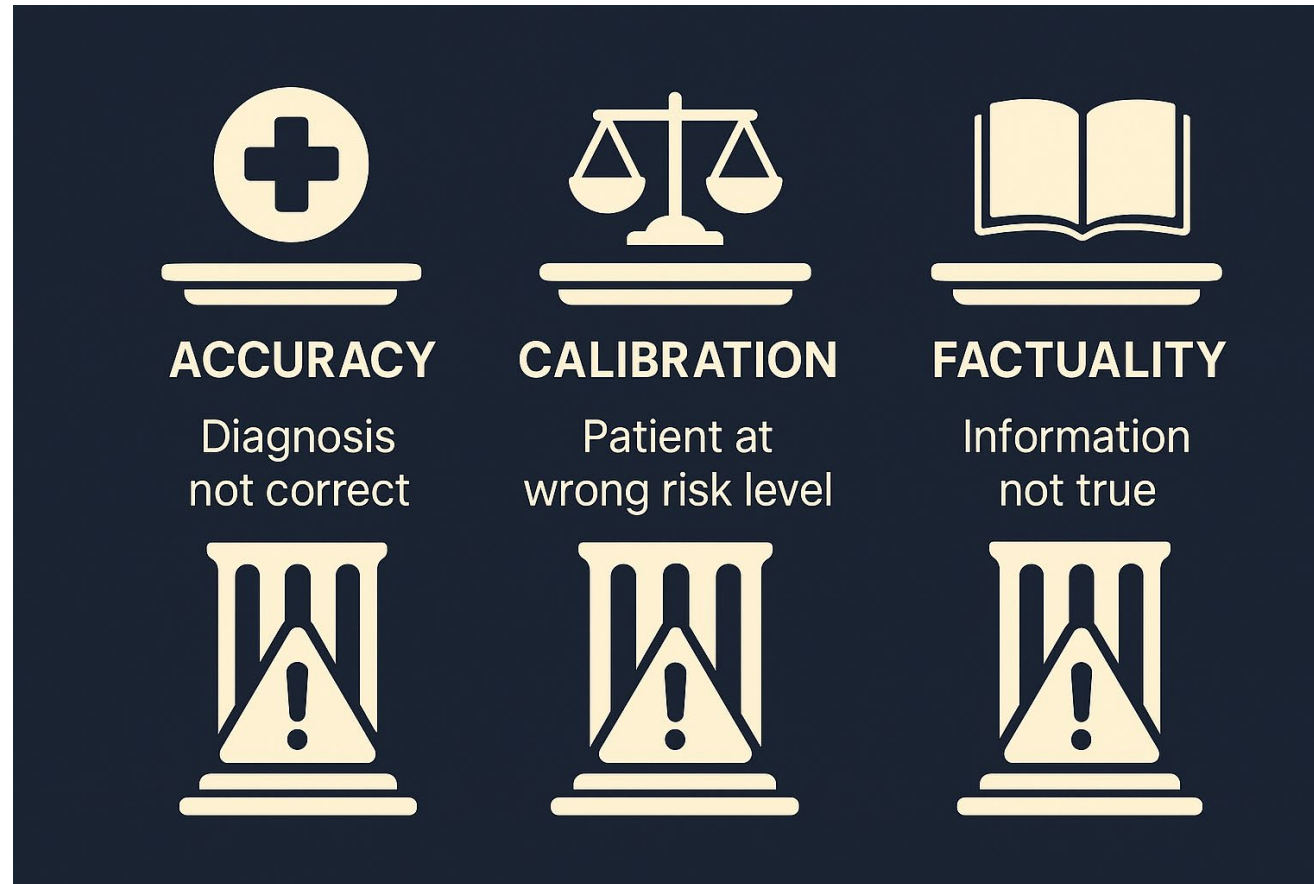 ACCURACY
Diagnosis
not correct
CALIBRATION
Patient at
wrong risk level
FACTUALITY
Information
not true